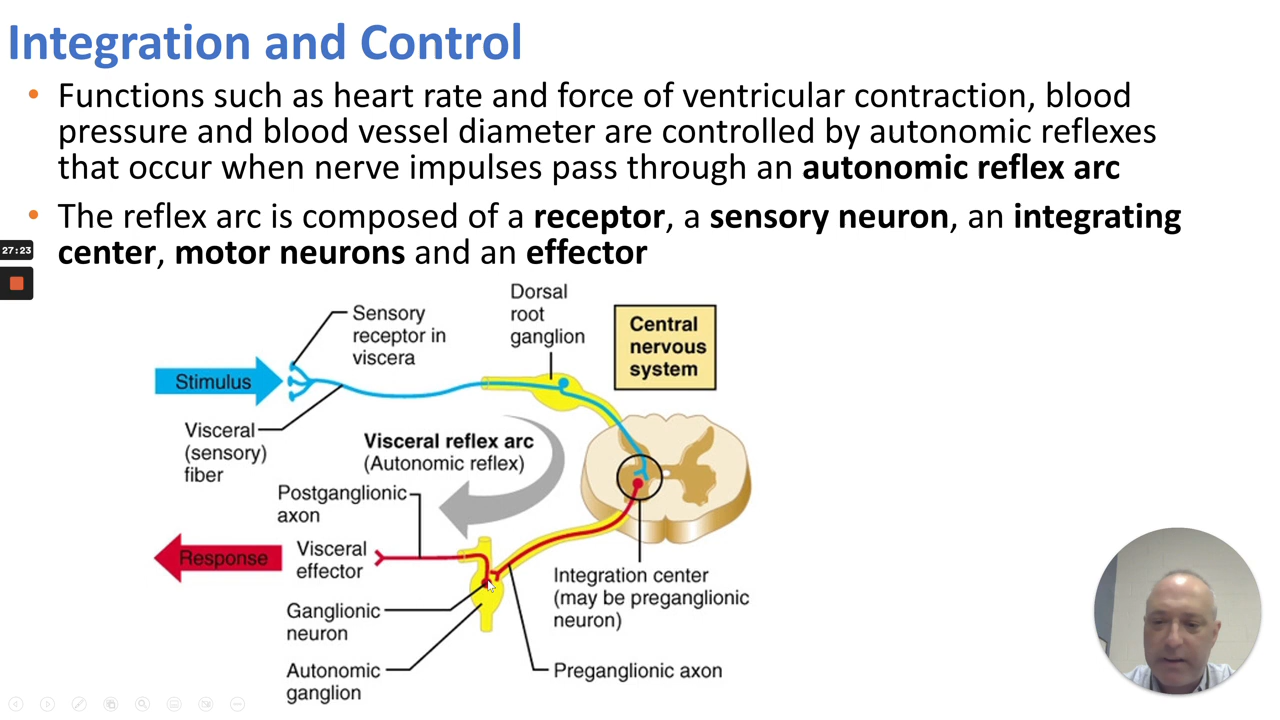 Integration and Control
• Functions such as heart rate and force of ventricular contraction, blood
pressure and blood vessel diameter are controlled by autonomic reflexes
that occur when nerve impulses pass through an autonomic reflex arc
• The reflex arc is composed of a receptor, a sensory neuron, an integrating
center, motor neurons and an effector
27:23
Dorsal
root
ganglion
Sensory
receptor in
viscera
Central
nervous
system
Stimulus
Visceral
(sensory)
fiber
Visceral reflex arc
(Autonomic reflex)
Postganglionic
axon
Response
Visceral
effector
Integration center
(may be preganglionic
neuron)
Ganglionic
neuron
Autonomic
ganglion
Preganglionic axon